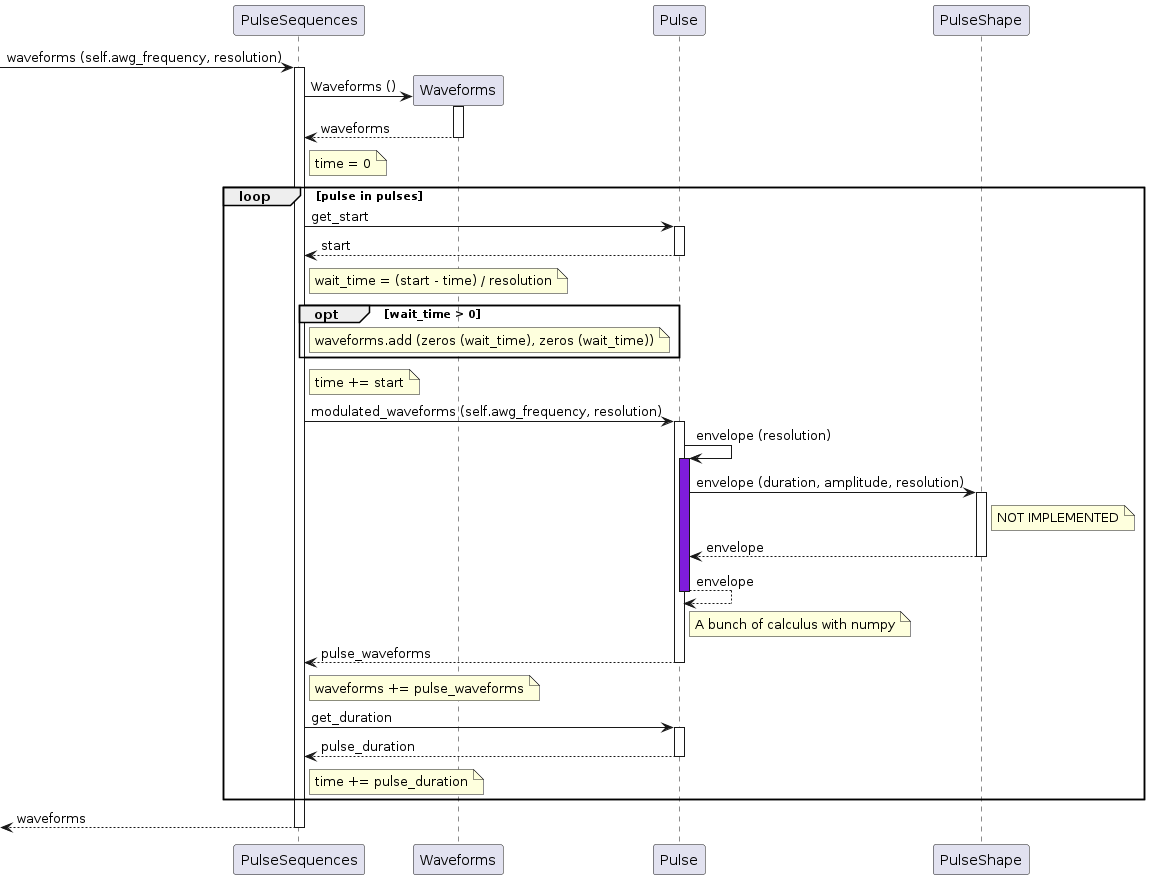 PulseSequences
Pulse
PulseShape
waveforms (self.awg_frequency, resolution)
Waveforms ()
Waveforms
waveforms
time = 0
loop
[pulse in pulses]
get_start
start
wait_time = (start - time) / resolution
opt
[wait_time > 0]
waveforms.add (zeros (wait_time), zeros (wait_time))
time += start
modulated_waveforms (self.awg_frequency, resolution)
envelope (resolution)
envelope (duration, amplitude, resolution)
NOT IMPLEMENTED
envelope
envelope
A bunch of calculus with numpy
pulse_waveforms
waveforms += pulse_waveforms
get_duration
pulse_duration
time += pulse_duration
waveforms
PulseSequences
Waveforms
Pulse
PulseShape